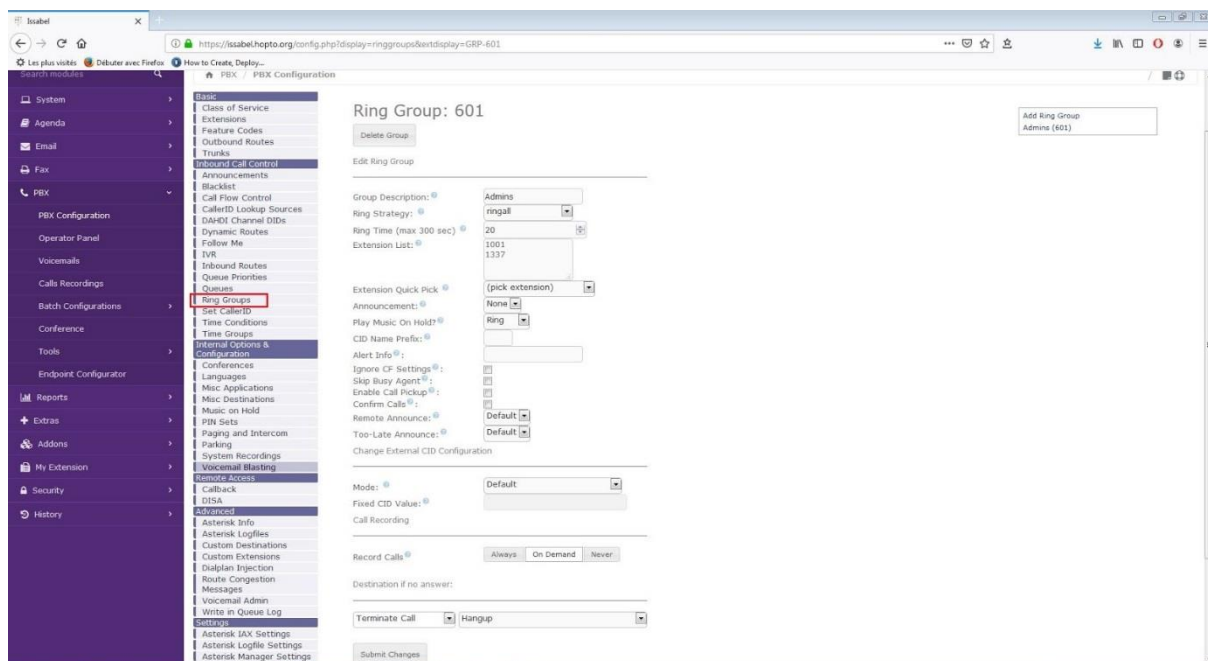 Issabel
https://issabel.hopto.org/config.php?display=ringgroups&extdisplay=GRP-601
Les plus visités Débuter avec Firefox How to Create, Deploy...
Search modules
PBX / PBX Configuration
System
Agenda
Email
Fax
PBX
PBX Configuration
Operator Panel
Voicemails
Calls Recordings
Batch Configurations
Conference
Tools
Endpoint Configurator
Reports
Extras
Addons
My Extension
Security
History
Basic
Class of Service
Extensions
Feature Codes
Outbound Routes
Trunks
Inbound Call Control
Announcements
Blacklist
Call Flow Control
CallerID Lookup Sources
DAHDI Channel DIDs
Dynamic Routes
Follow Me
IVR
Inbound Routes
Queue Priorities
Queues
Ring Groups
Set CallerID
Time Conditions
Time Groups
Internal Options &
Configuration
Conferences
Languages
Misc Applications
Misc Destinations
Music on Hold
PIN Sets
Paging and Intercom
Parking
System Recordings
Voicemail Blasting
Remote Access
Callback
DISA
Advanced
Asterisk Info
Asterisk Logfiles
Custom Destinations
Custom Extensions
Dialplan Injection
Route Congestion
Messages
Voicemail Admin
Write in Queue Log
Settings
Asterisk IAX Settings
Asterisk Logfile Settings
Asterisk Manager Settings
Ring Group: 601
Delete Group
Edit Ring Group
Group Description: Admins
Ring Strategy: ringall
Ring Time (max 300 sec) 20
Extension List: 1001
1337
Extension Quick Pick (pick extension)
Announcement: None
Play Music On Hold? Ring
CID Name Prefix:
Alert Info:
Ignore CF Settings:
Skip Busy Agent:
Enable Call Pickup:
Confirm Calls:
Remote Announce: Default
Too-Late Announce: Default
Change External CID Configuration
Mode: Default
Fixed CID Value:
Call Recording
Record Calls Always On Demand Never
Destination if no answer:
Terminate Call Hangup
Submit Changes
Add Ring Group
Admins (601)